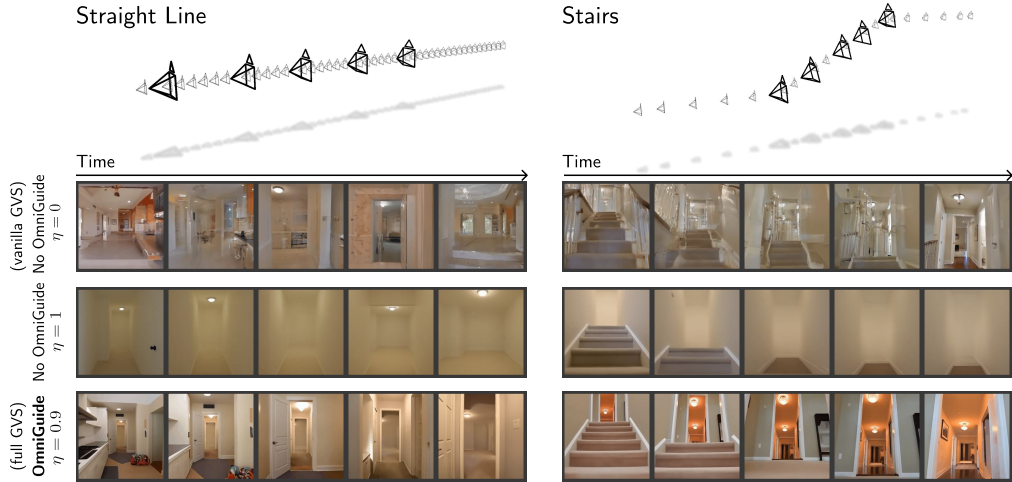 Straight Line
Stairs
Time
Time
(vanilla GVS)
No OmniGuide
η = 0
No OmniGuide
η = 1
(full GVS)
OmniGuide
η = 0.9